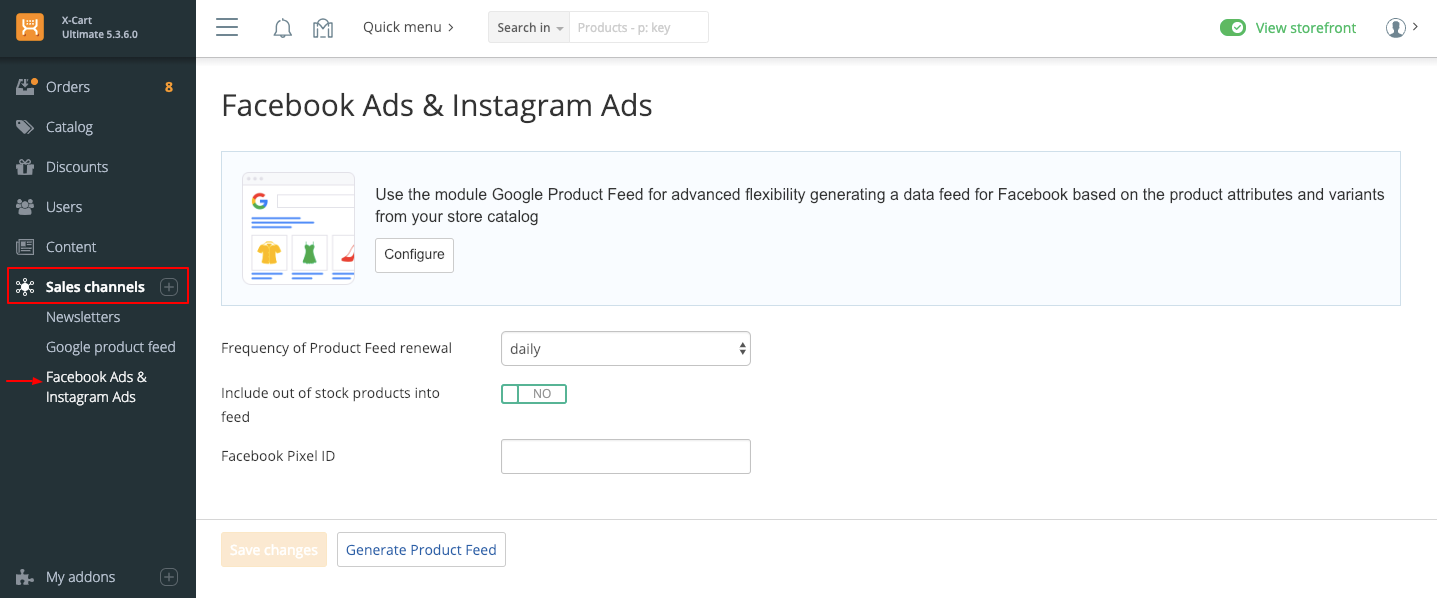 X-Cart
Ultimate 5.3.6.0
Quick menu
Search in
Products - p: key
View storefront
Orders 8
Catalog
Discounts
Users
Content
Sales channels
Newsletters
Google product feed
Facebook Ads &
Instagram Ads
My addons
Facebook Ads & Instagram Ads
G
Use the module Google Product Feed for advanced flexibility generating a data feed for Facebook based on the product attributes and variants
from your store catalog
Configure
Frequency of Product Feed renewal
daily
Include out of stock products into
feed
NO
Facebook Pixel ID
Save changes
Generate Product Feed